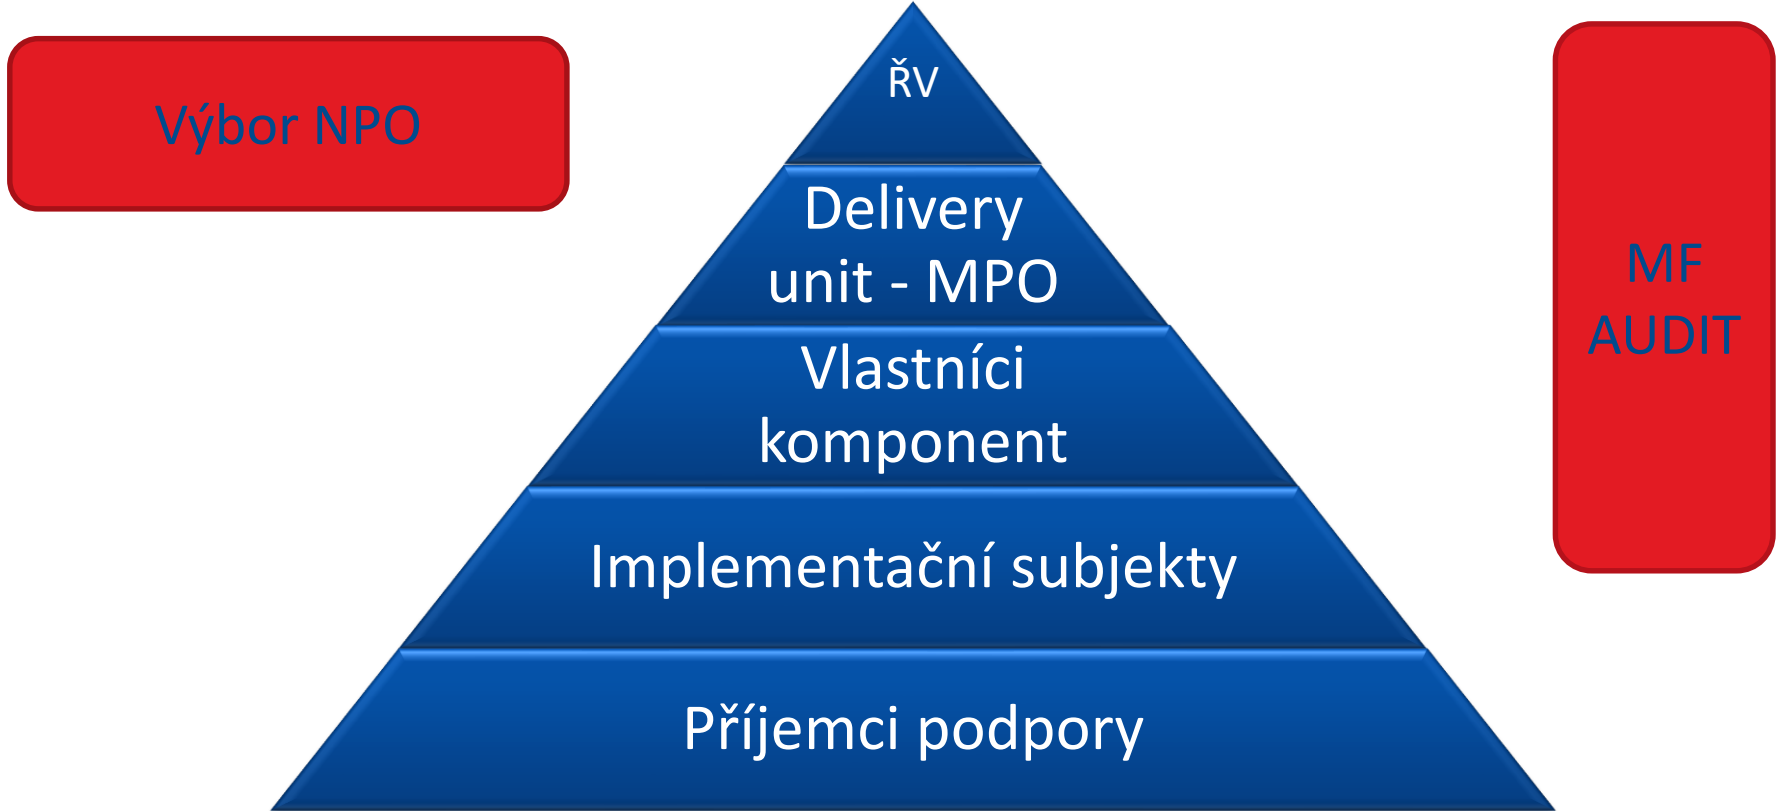 Výbor NPO
ŘV
Delivery
unit - MPO
Vlastníci
komponent
Implementační subjekty
Příjemci podpory
MF
AUDIT